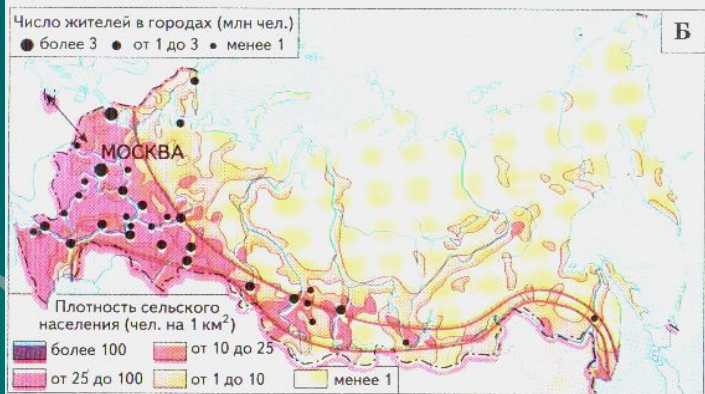 Число жителей в городах (млн чел.)
более 3 от 1 до 3 менее 1
Б
МОСКВА
Плотность сельского
населения (чел. на 1 км²)
более 100 от 10 до 25
от 25 до 100 от 1 до 10 менее 1